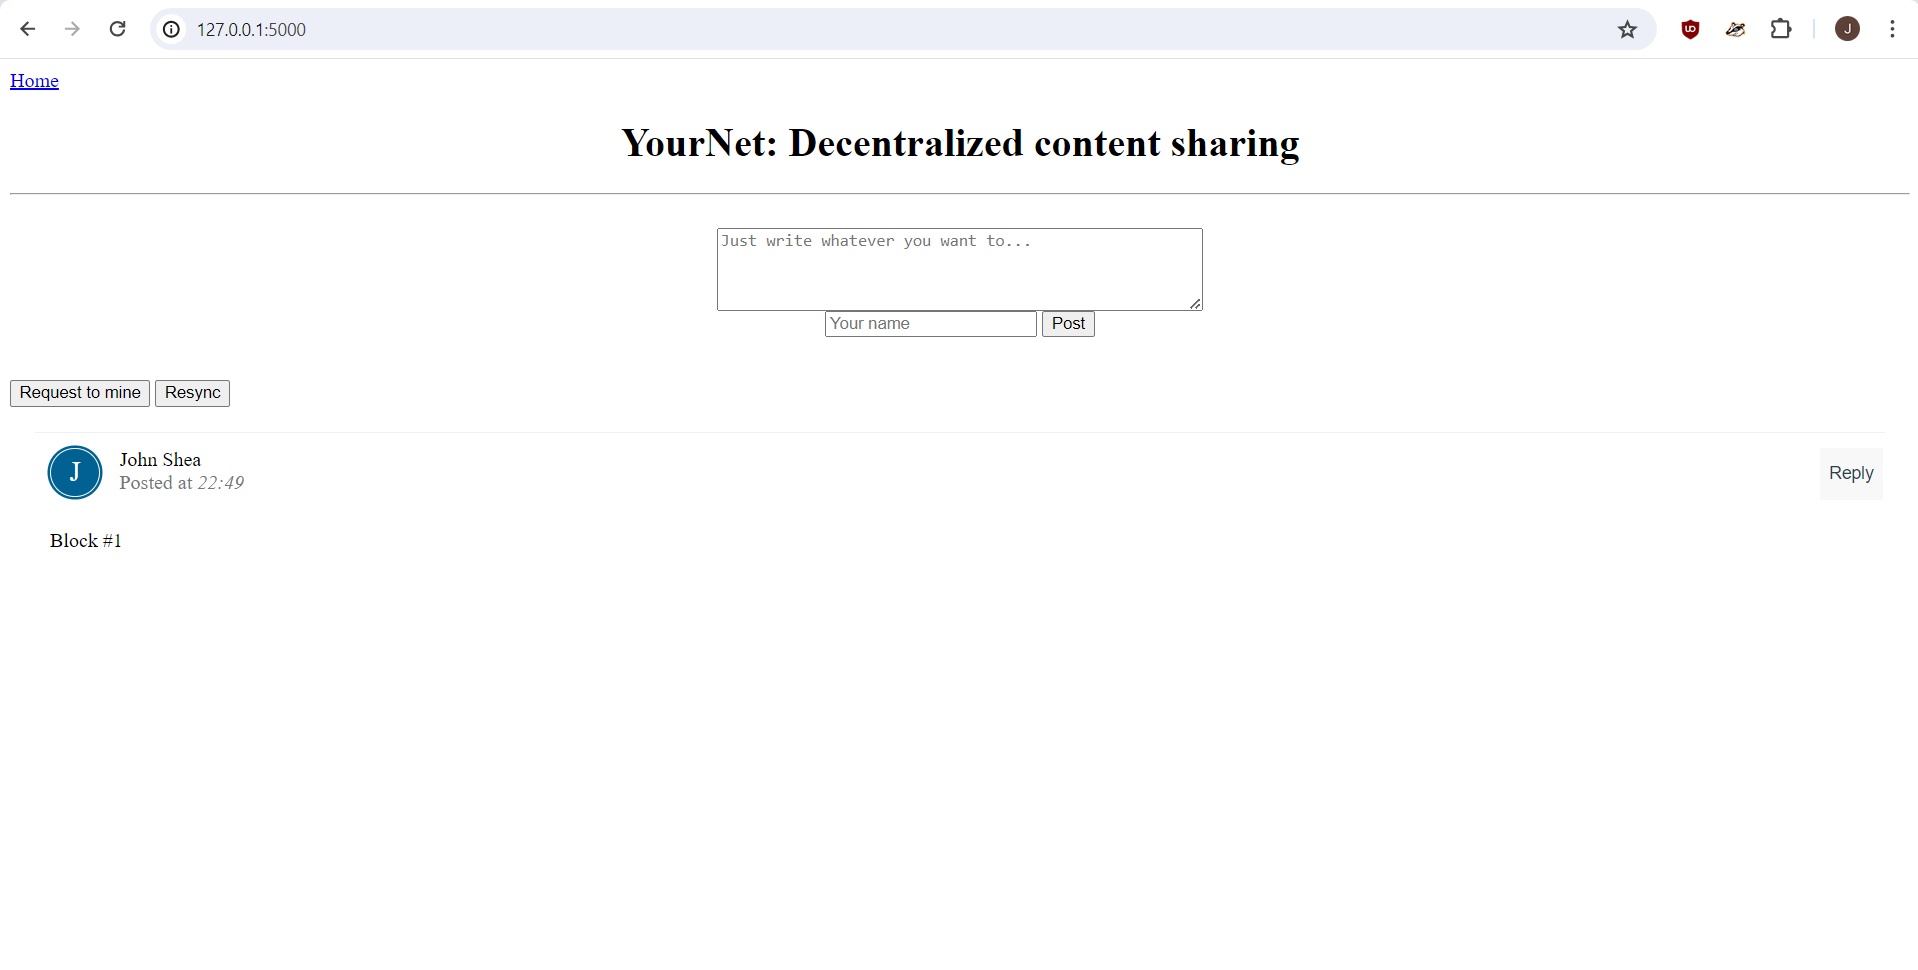 127.0.0.1:5000
J
Home
YourNet: Decentralized content sharing
Just write whatever you want to...
Your name Post
Request to mine Resync
J John Shea
Posted at 22:49
Reply
Block #1